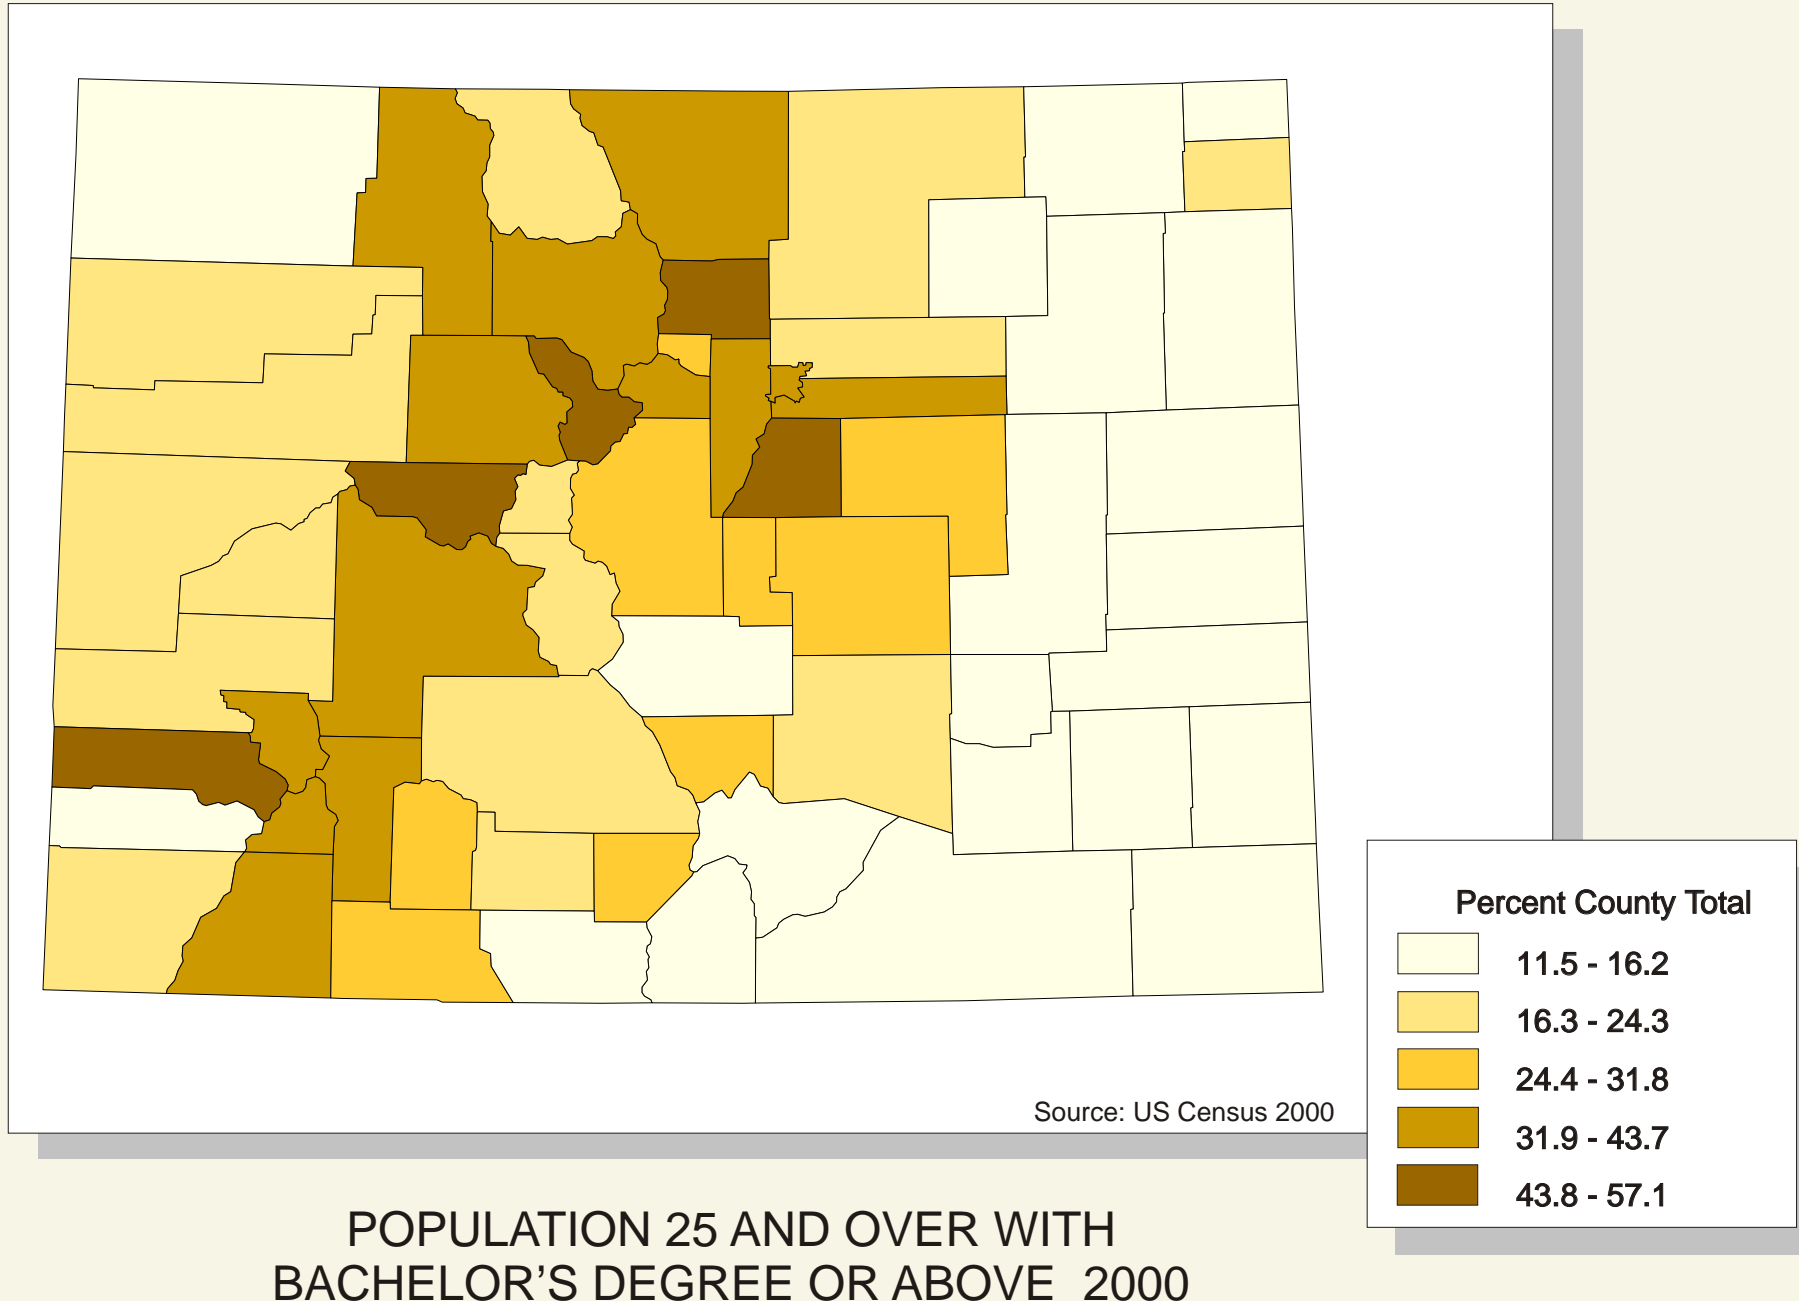 Percent County Total
11.5 - 16.2
16.3 - 24.3
24.4 - 31.8
31.9 - 43.7
43.8 - 57.1
Source: US Census 2000
POPULATION 25 AND OVER WITH
BACHELOR’S DEGREE OR ABOVE 2000